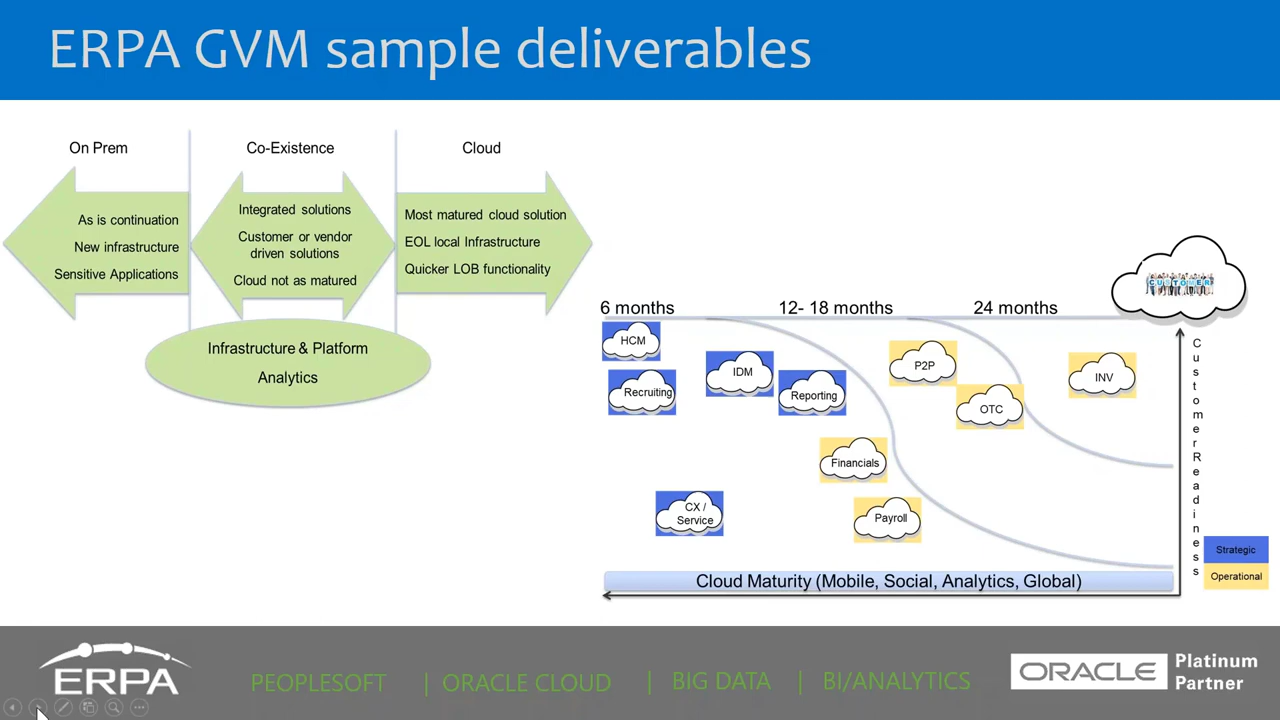 ERPA GVM sample deliverables
On Prem
Co-Existence
Cloud
As is continuation
New infrastructure
Sensitive Applications
Integrated solutions
Customer or vendor
driven solutions
Cloud not as matured
Most matured cloud solution
EOL local Infrastructure
Quicker LOB functionality
Infrastructure & Platform
Analytics
6 months
12- 18 months
24 months
CUSTOMER
HCM
Recruiting
IDM
Reporting
P2P
OTC
INV
Financials
CX /
Service
Payroll
Customer Readiness
Strategic
Operational
Cloud Maturity (Mobile, Social, Analytics, Global)
ERPA
PEOPLESOFT | ORACLE CLOUD | BIG DATA | BI/ANALYTICS
ORACLE
Platinum
Partner